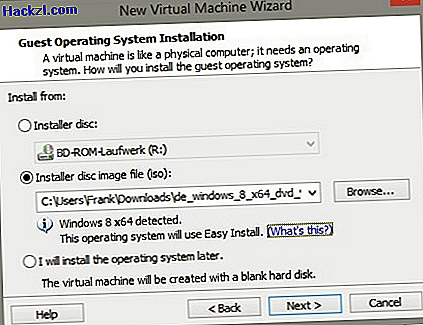 Hackzl.com
New Virtual Machine Wizard
Guest Operating System Installation
A virtual machine is like a physical computer; it needs an operating
system. How will you install the guest operating system?
Install from:
Installer disc:
BD-ROM-Laufwerk (R:)
Installer disc image file (iso):
C:\Users\Frank\Downloads\de_windows_8_x64_dvd_
Browse...
Windows 8 x64 detected.
This operating system will use Easy Install. (What's this?)
I will install the operating system later.
The virtual machine will be created with a blank hard disk.
Help
< Back
Next >
Cancel